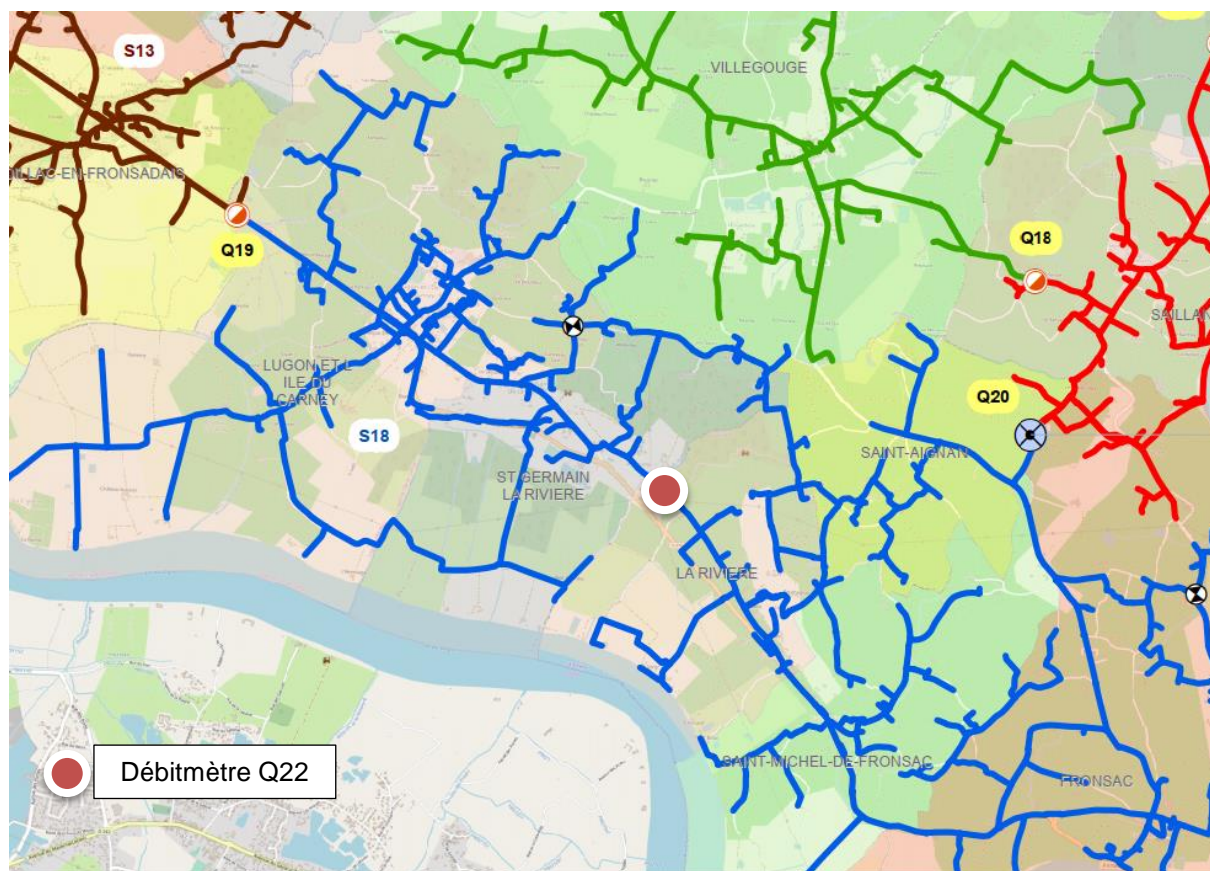 S13
VILLEGOUGE
LAC-EN-FRONSADAIS
Q19
Q18
SAILLAN
LUGON ET L
ILE DU
CARNEY
Q20
S18
SAINT-AIGNAN
ST GERMAIN
LA RIVIERE
LA RIVIERE
SAINT-MICHEL-DE-FRONSAC
FRONSAC
Débitmètre Q22